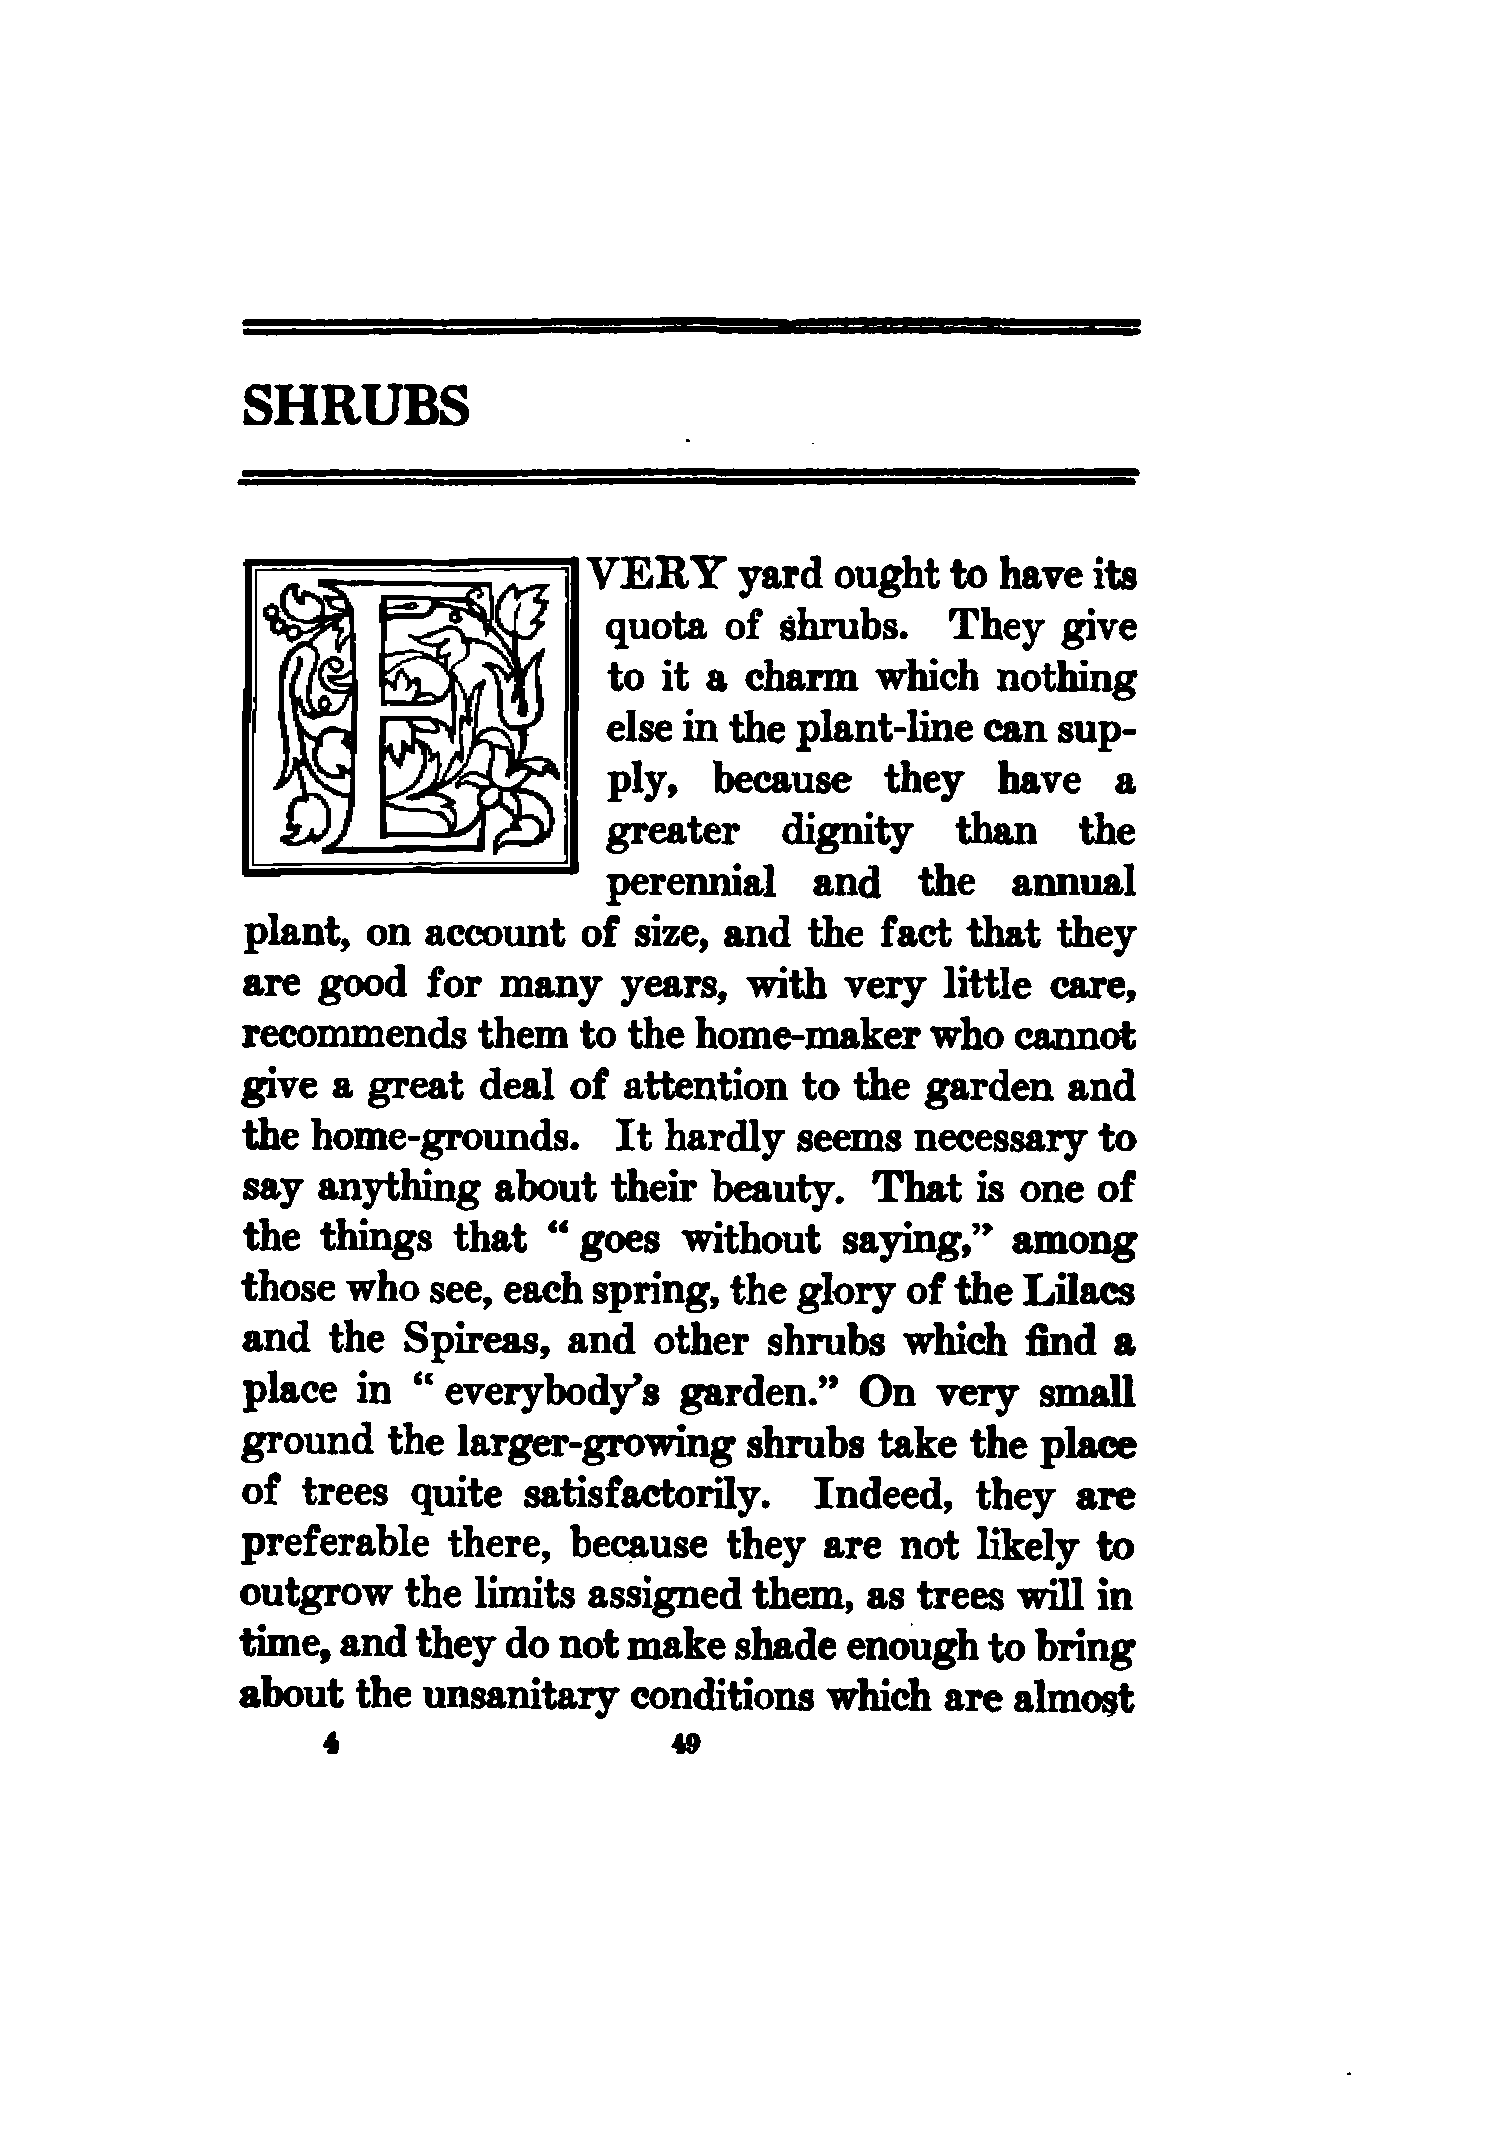 SHRUBS
EVERY yard ought to have its
quota of shrubs. They give
to it a charm which nothing
else in the plant-line can sup-
ply, because they have a
greater dignity than the
perennial and the annual
plant, on account of size, and the fact that they
are good for many years, with very little care,
recommends them to the home-maker who cannot
give a great deal of attention to the garden and
the home-grounds. It hardly seems necessary to
say anything about their beauty. That is one of
the things that “ goes without saying,” among
those who see, each spring, the glory of the Lilacs
and the Spireas, and other shrubs which find a
place in “ everybody’s garden.” On very small
ground the larger-growing shrubs take the place
of trees quite satisfactorily. Indeed, they are
preferable there, because they are not likely to
outgrow the limits assigned them, as trees will in
time, and they do not make shade enough to bring
about the unsanitary conditions which are almost
4 49